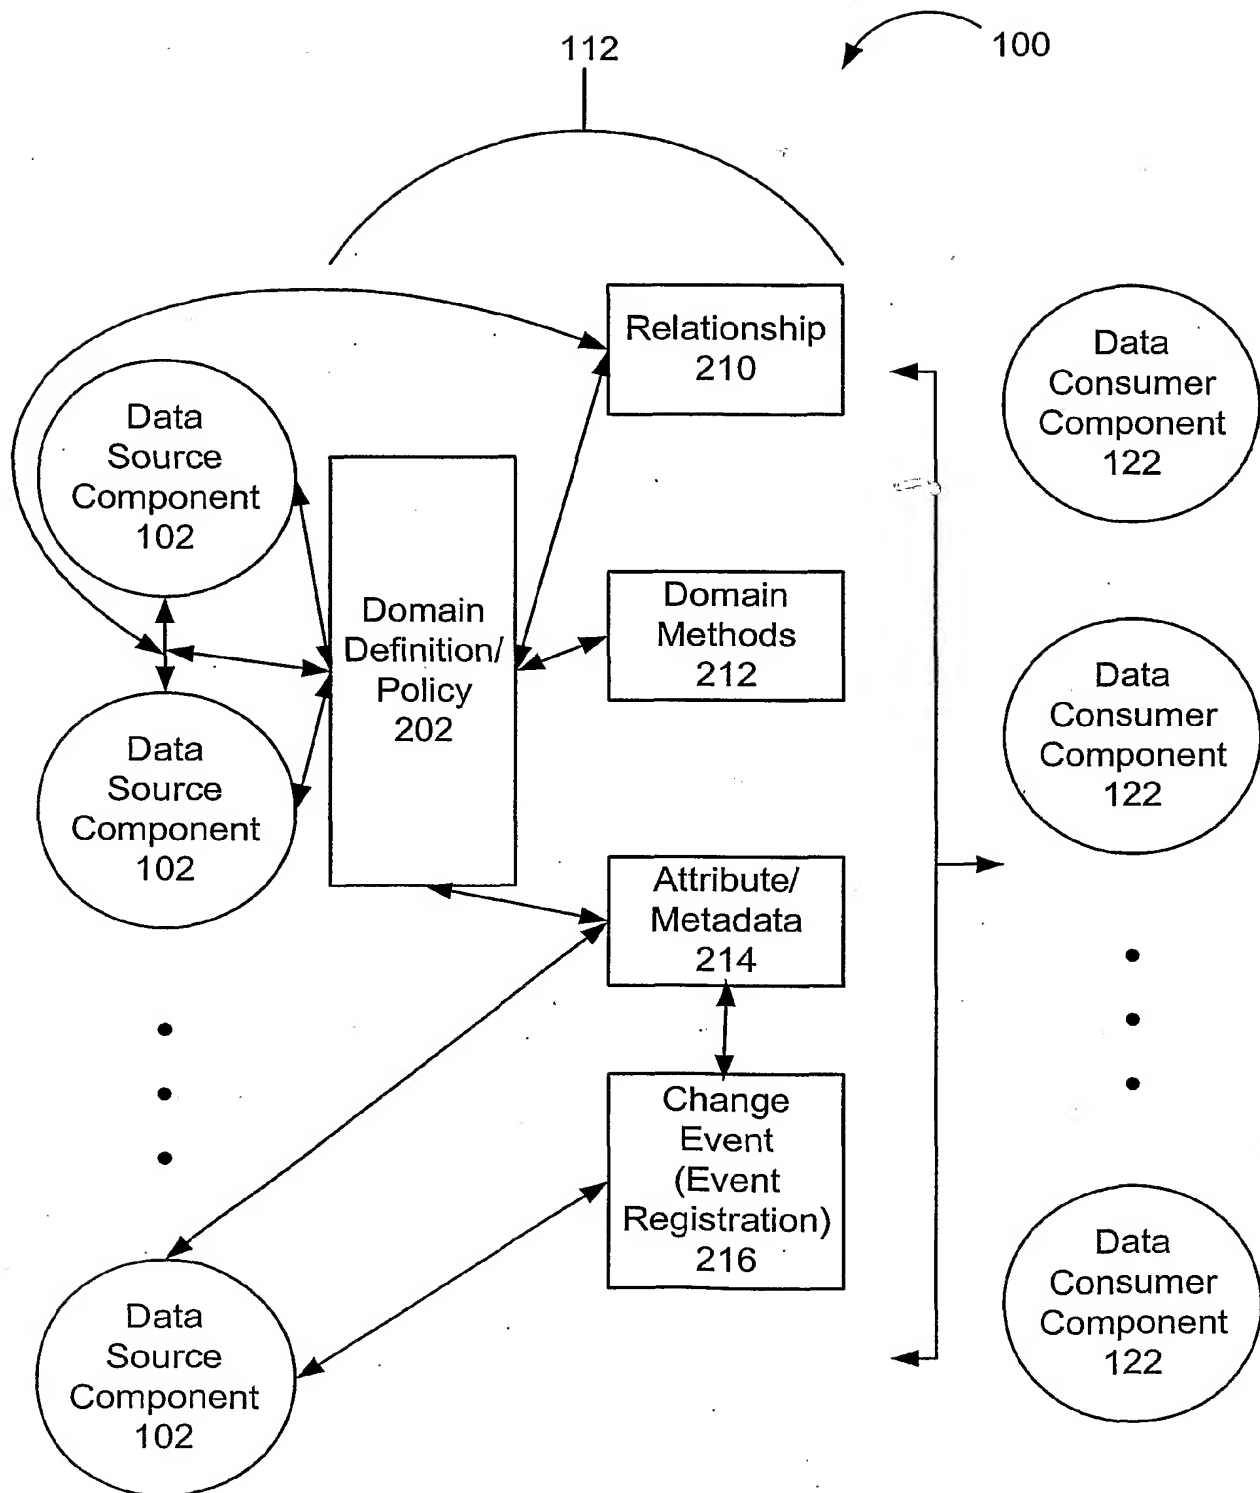 112
100
Relationship
210
Data
Source
Component
102
Data
Consumer
Component
122
Domain
Definition/
Policy
202
Domain
Methods
212
Data
Source
Component
102
Data
Consumer
Component
122
Attribute/
Metadata
214
Change
Event
(Event
Registration)
216
Data
Source
Component
102
Data
Consumer
Component
122